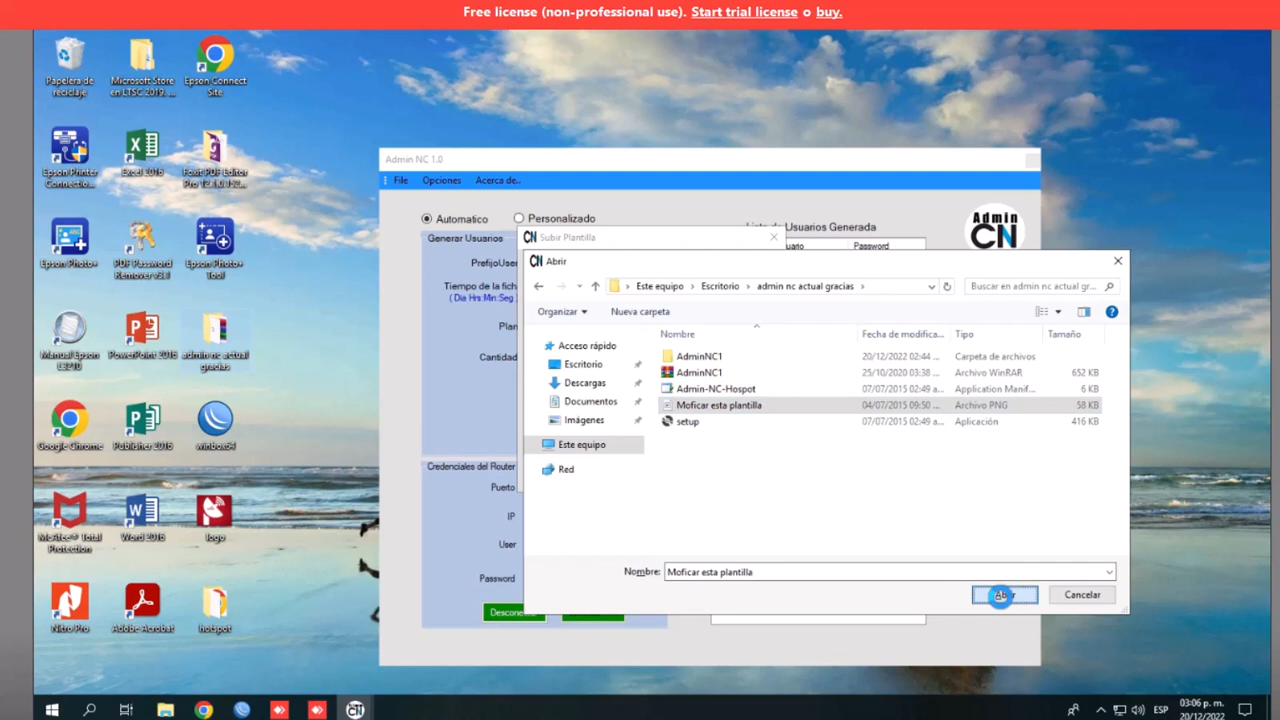 Free license (non-professional use). Start trial license o buy.
Papelera de reciclaje
Microsoft Store en LTSC 2019. ...
Epson Connect Site
Epson Printer Connectio...
Excel 2016
Foxit PDF Editor Pro 12.1.0.152...
Epson Photo+
PDF Password Remover v3.1
Epson Photo+ Tool
Manual Epson L3210
PowerPoint 2016
admin nc actual gracias
Google Chrome
Publisher 2016
winbox64
McAfee® Total Protection
Word 2016
logo
Nitro Pro
Adobe Acrobat
hotspot
Admin NC 1.0
File Opciones Acerca de..
Automatico Personalizado
Lista de Usuarios Generada
Admin CN
Generar Usuarios
CN Subir Plantilla
Password
PrefijoUser
Tiempo de la fich
( Dia Hrs:Min:Seg
Plan
Cantidad
Credenciales del Router
Puerto
IP
User
Password
CN Abrir
Este equipo › Escritorio › admin nc actual gracias ›
Buscar en admin nc actual gr...
Organizar Nueva carpeta
Acceso rápido
Escritorio
Descargas
Documentos
Imágenes
Este equipo
Red
Nombre Fecha de modifica... Tipo Tamaño
AdminNC1 20/12/2022 02:44 ... Carpeta de archivos
AdminNC1 25/10/2020 03:38 ... Archivo WinRAR 652 KB
Admin-NC-Hospot 07/07/2015 02:49 a... Application Manif... 6 KB
Moficar esta plantilla 04/07/2015 09:50 ... Archivo PNG 58 KB
setup 07/07/2015 02:49 a... Aplicación 416 KB
Nombre: Moficar esta plantilla
Abrir Cancelar
ESP
03:06 p. m.
20/12/2022